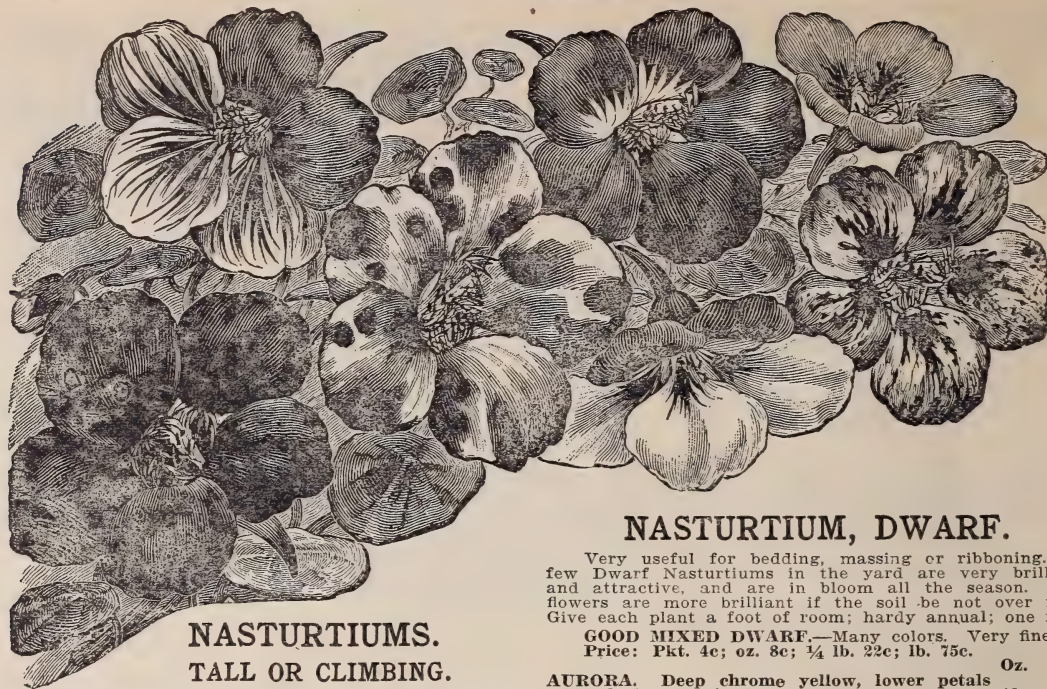 NASTURTIUMS.
TALL OR CLIMBING.
NASTURTIUM, DWARF.
Very useful for bedding, massing or ribboning.
few Dwarf Nasturtiums in the yard are very brill
and attractive, and are in bloom all the season.
flowers are more brilliant if the soil be not over
Give each plant a foot of room; hardy annual; one
GOOD MIXED DWARF.—Many colors. Very fine
Price: Pkt. 4c; oz. 8c; ¼ lb. 22c; lb. 75c.
Oz.
AURORA. Deep chrome yellow, lower petals